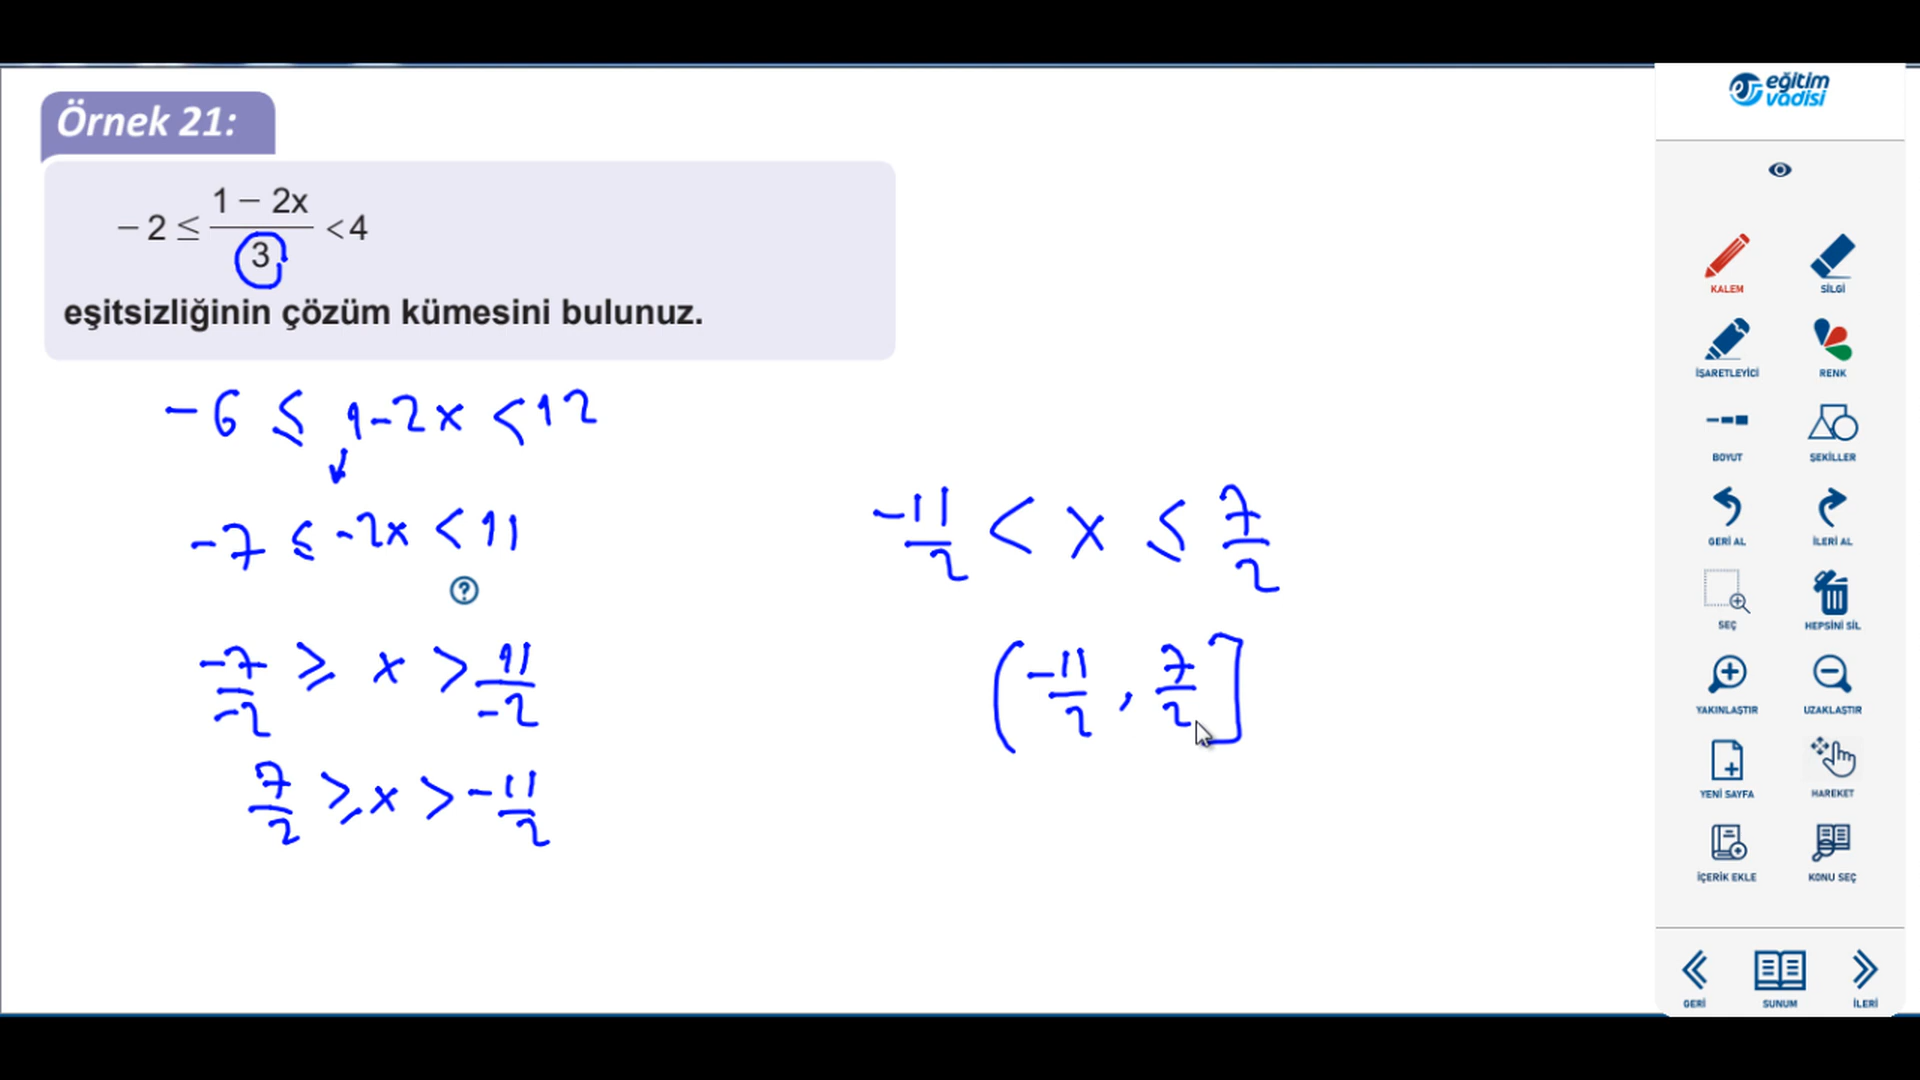 Örnek 21:
-2 ≤ (1 - 2x)/3 < 4
eşitsizliğinin çözüm kümesini bulunuz.
-6 ≤ 1-2x < 12
-7 ≤ -2x < 11
?
-7/-2 ≥ x > 11/-2
7/2 ≥ x > -11/2
-11/2 < x ≤ 7/2
(-11/2, 7/2]
eğitim
vadisi
KALEM
SİLGİ
İŞARETLEYİCİ
RENK
BOYUT
ŞEKİLLER
GERİ AL
İLERİ AL
SEÇ
HEPSİNİ SİL
YAKINLAŞTIR
UZAKLAŞTIR
YENİ SAYFA
HAREKET
İÇERİK EKLE
KONU SEÇ
GERİ
SUNUM
İLERİ